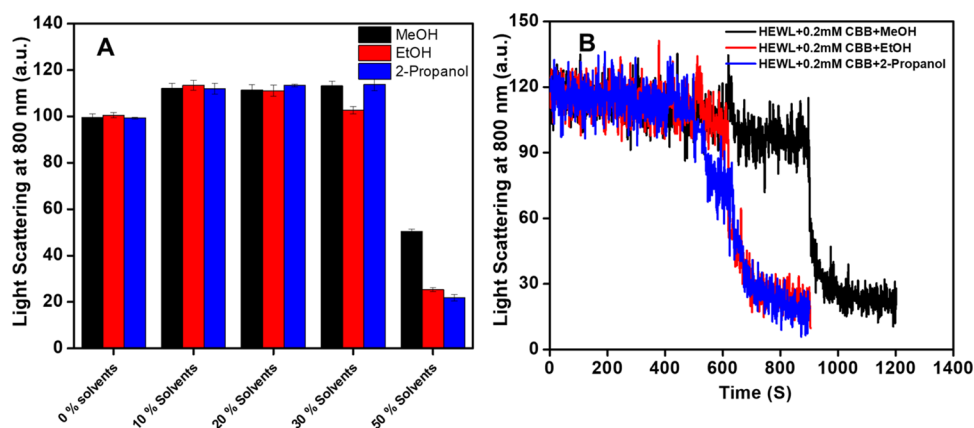 A
MeOH
EtOH
2-Propanol
Light Scattering at 800 nm (a.u.)
140
120
100
80
60
40
20
0
0 % Solvents
10 % Solvents
20 % Solvents
30 % Solvents
50 % Solvents
B
HEWL+0.2mM CBB+MeOH
HEWL+0.2mM CBB+EtOH
HEWL+0.2mM CBB+2-Propanol
Light Scattering at 800 nm (a.u.)
150
120
90
60
30
0
0
200
400
600
800
1000
1200
1400
Time (S)